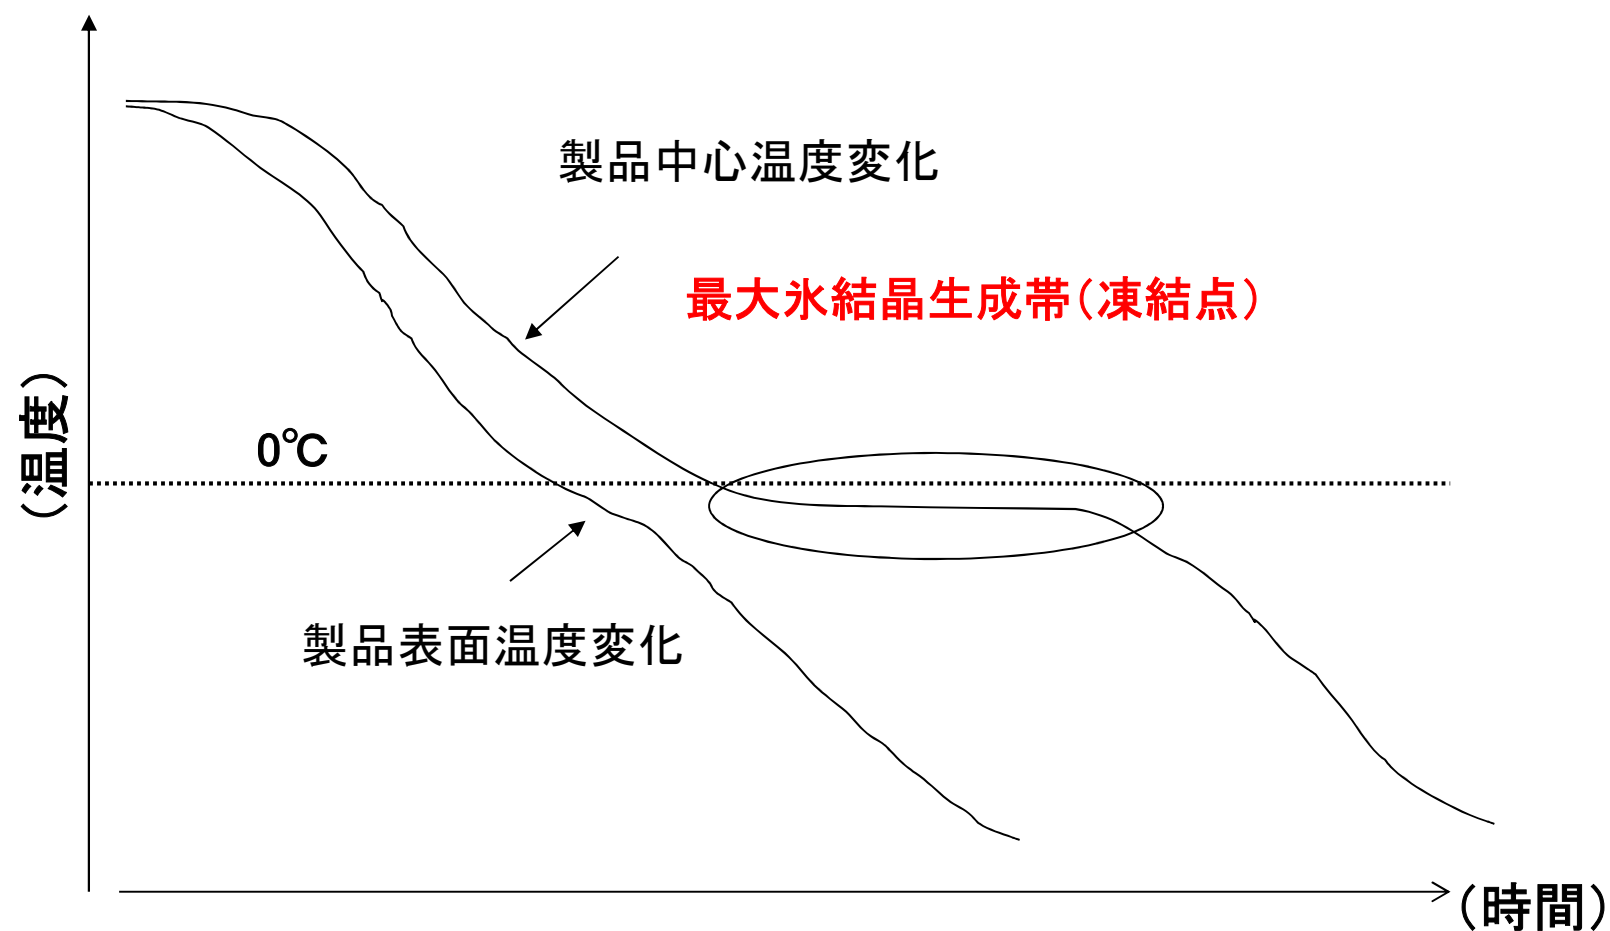 製品中心温度変化
最大氷結晶生成帯（凍結点）
（温度）
0℃
製品表面温度変化
（時間）